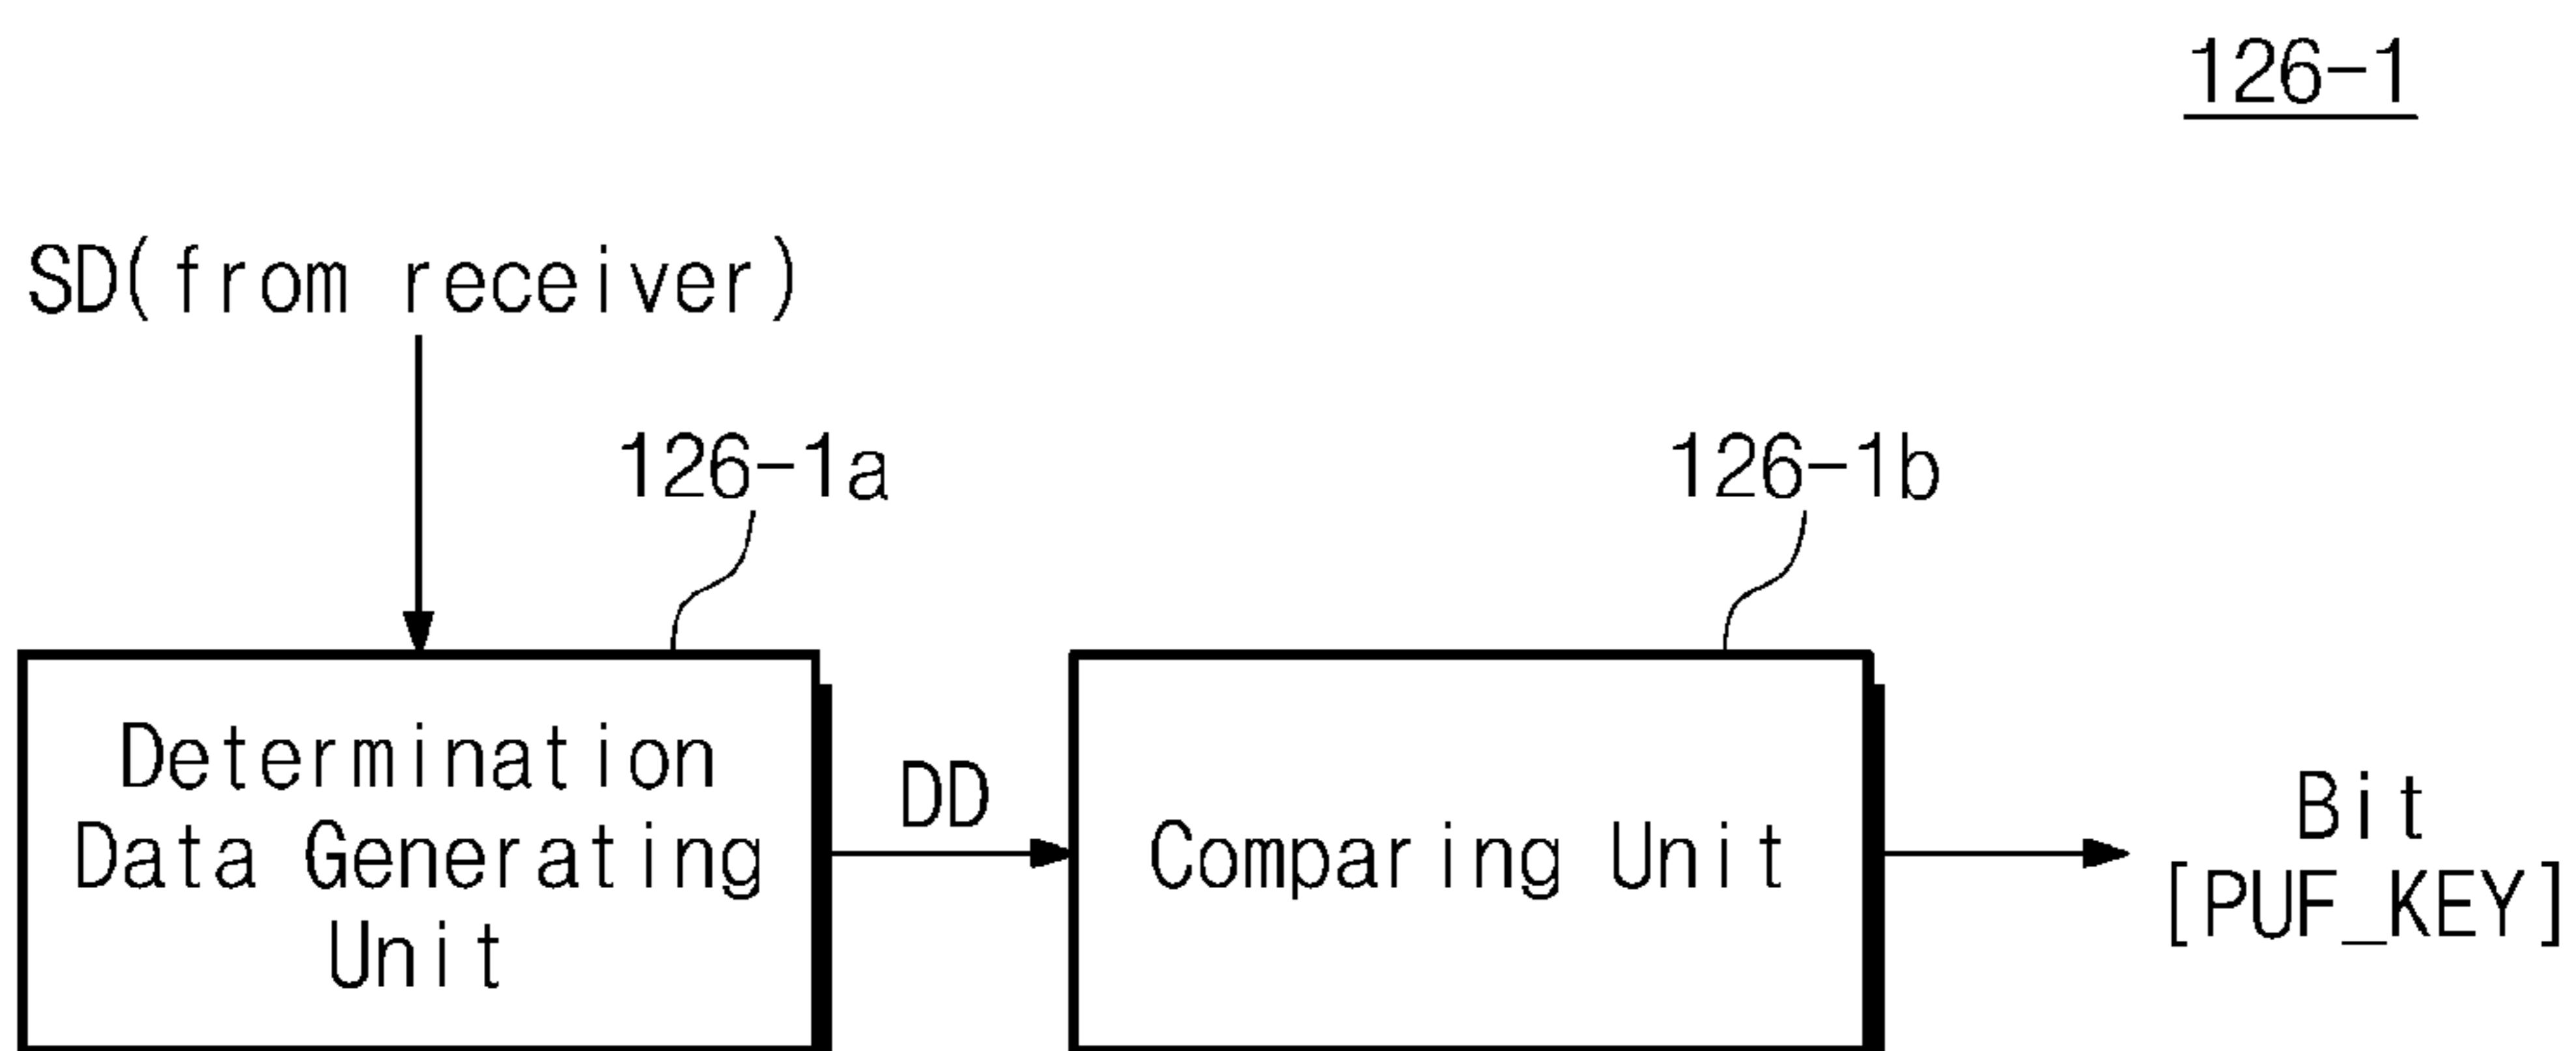 126-1
SD(from receiver)
126-1a
126-1b
Determination
Data Generating
Unit
DD
Comparing Unit
Bit
[PUF_KEY]